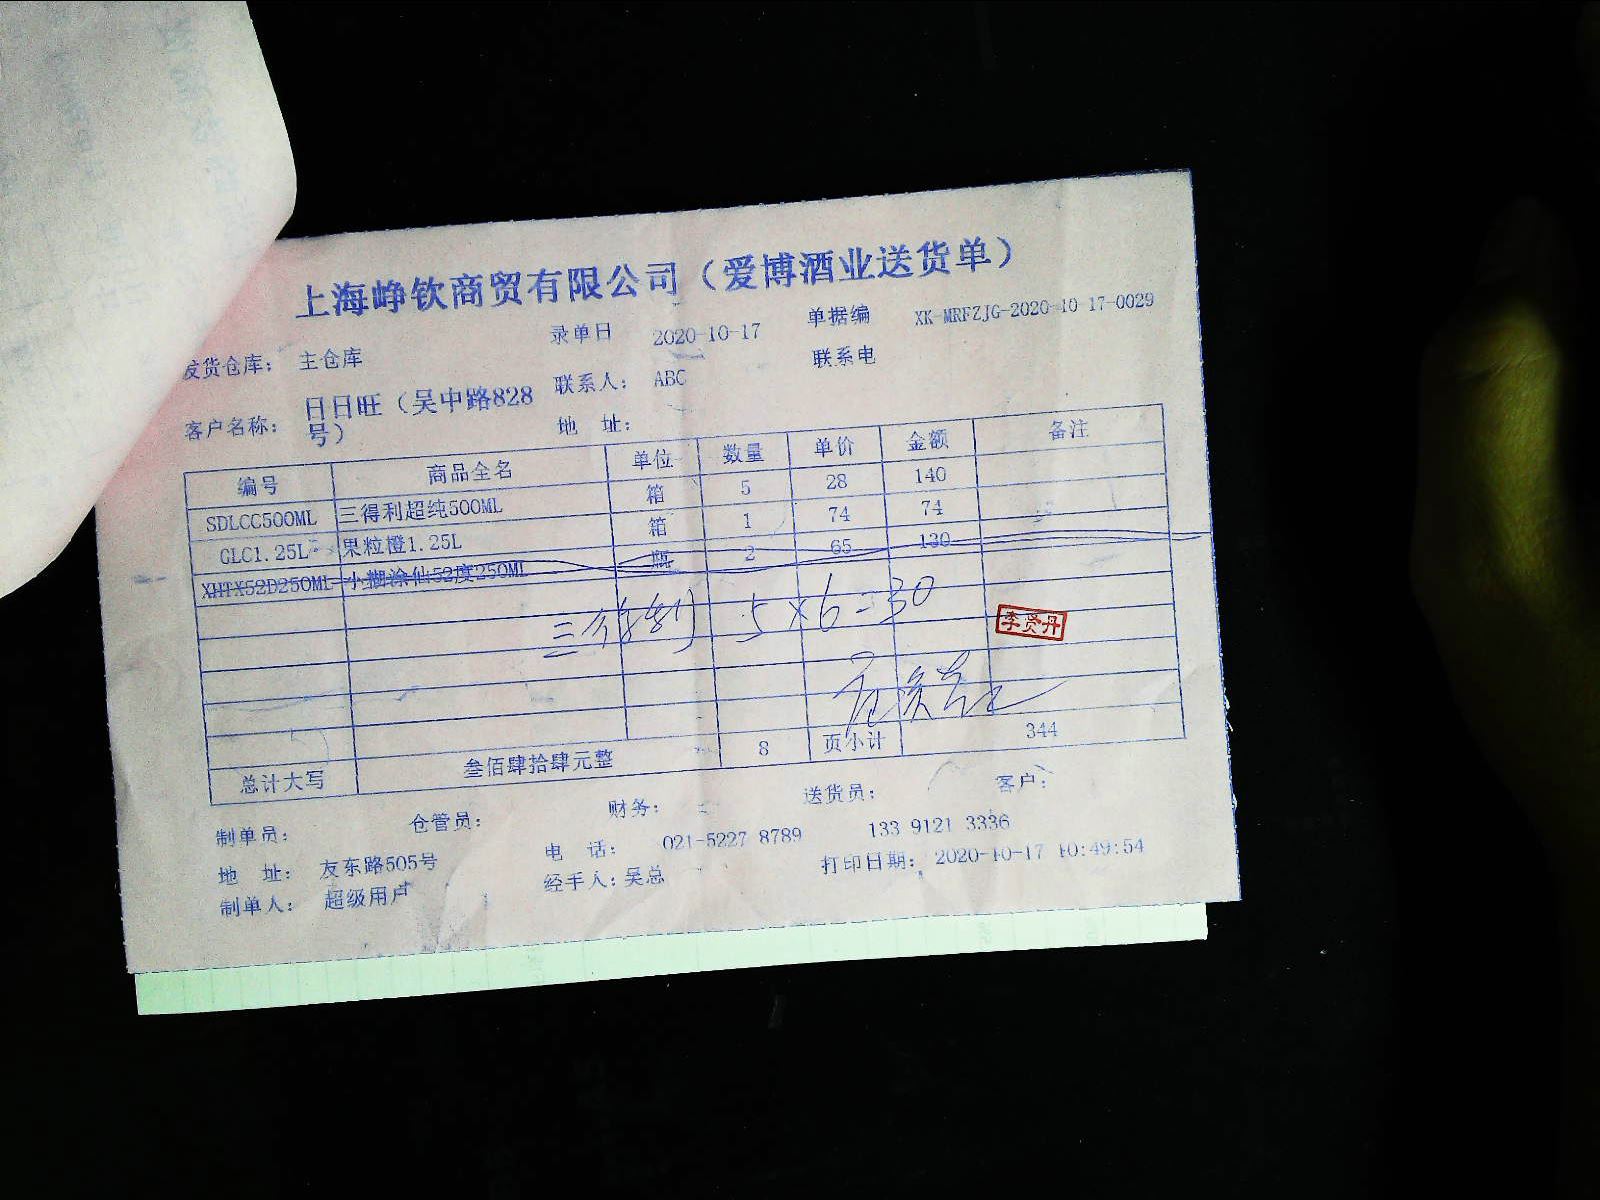 上海峥钦商贸有限公司（爱博酒业送货单）
录单日 2020-10-17 单据编 XK-MRFZJG-2020-10-17-0029
发货仓库： 主仓库 联系人： ABC 联系电
客户名称： 日日旺（吴中路828号） 地 址：
编号 商品全名 单位 数量 单价 金额 备注
SDLCC500ML 三得利超纯500ML 箱 5 28 140
GLC1.25L 果粒橙1.25L 箱 1 74 74
XHTX52D250ML 小糊涂仙52度250ML 瓶 2 65 130
三得利 5×6=30
李贤丹
总计大写 叁佰肆拾肆元整 8 页小计 344
制单员： 仓管员： 财务： 送货员： 客户：
地 址： 友东路505号 电 话： 021-5227 8789 133 9121 3336
制单人： 超级用户 经手人：吴总 打印日期： 2020-10-17 10:49:54